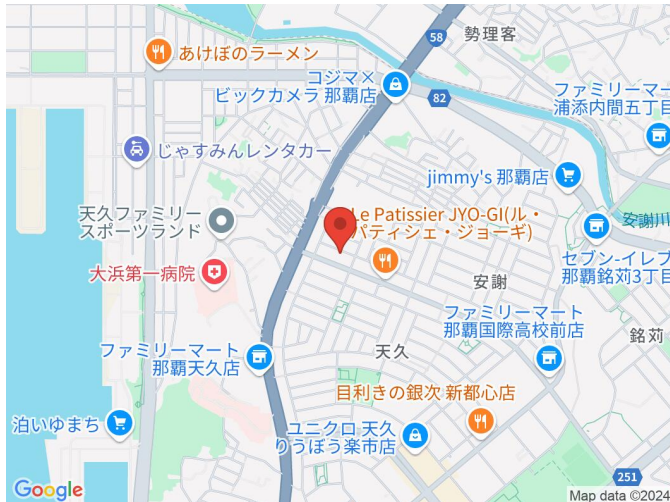 58
勢理客
あけぼのラーメン
コジマ×
ビックカメラ 那覇店
82
ファミリーマート
浦添内間五丁目
じゃすみんレンタカー
jimmy's 那覇店
天久ファミリー
スポーツランド
Le Patissier JYO-GI(ル・
パティシェ・ジョーギ)
安謝川
セブン-イレブ
那覇銘苅3丁目
大浜第一病院
安謝
ファミリーマート
那覇国際高校前店
銘苅
ファミリーマート
那覇天久店
天久
目利きの銀次 新都心店
泊いゆまち
ユニクロ 天久
りうぼう楽市店
251
Google
Map data ©2024